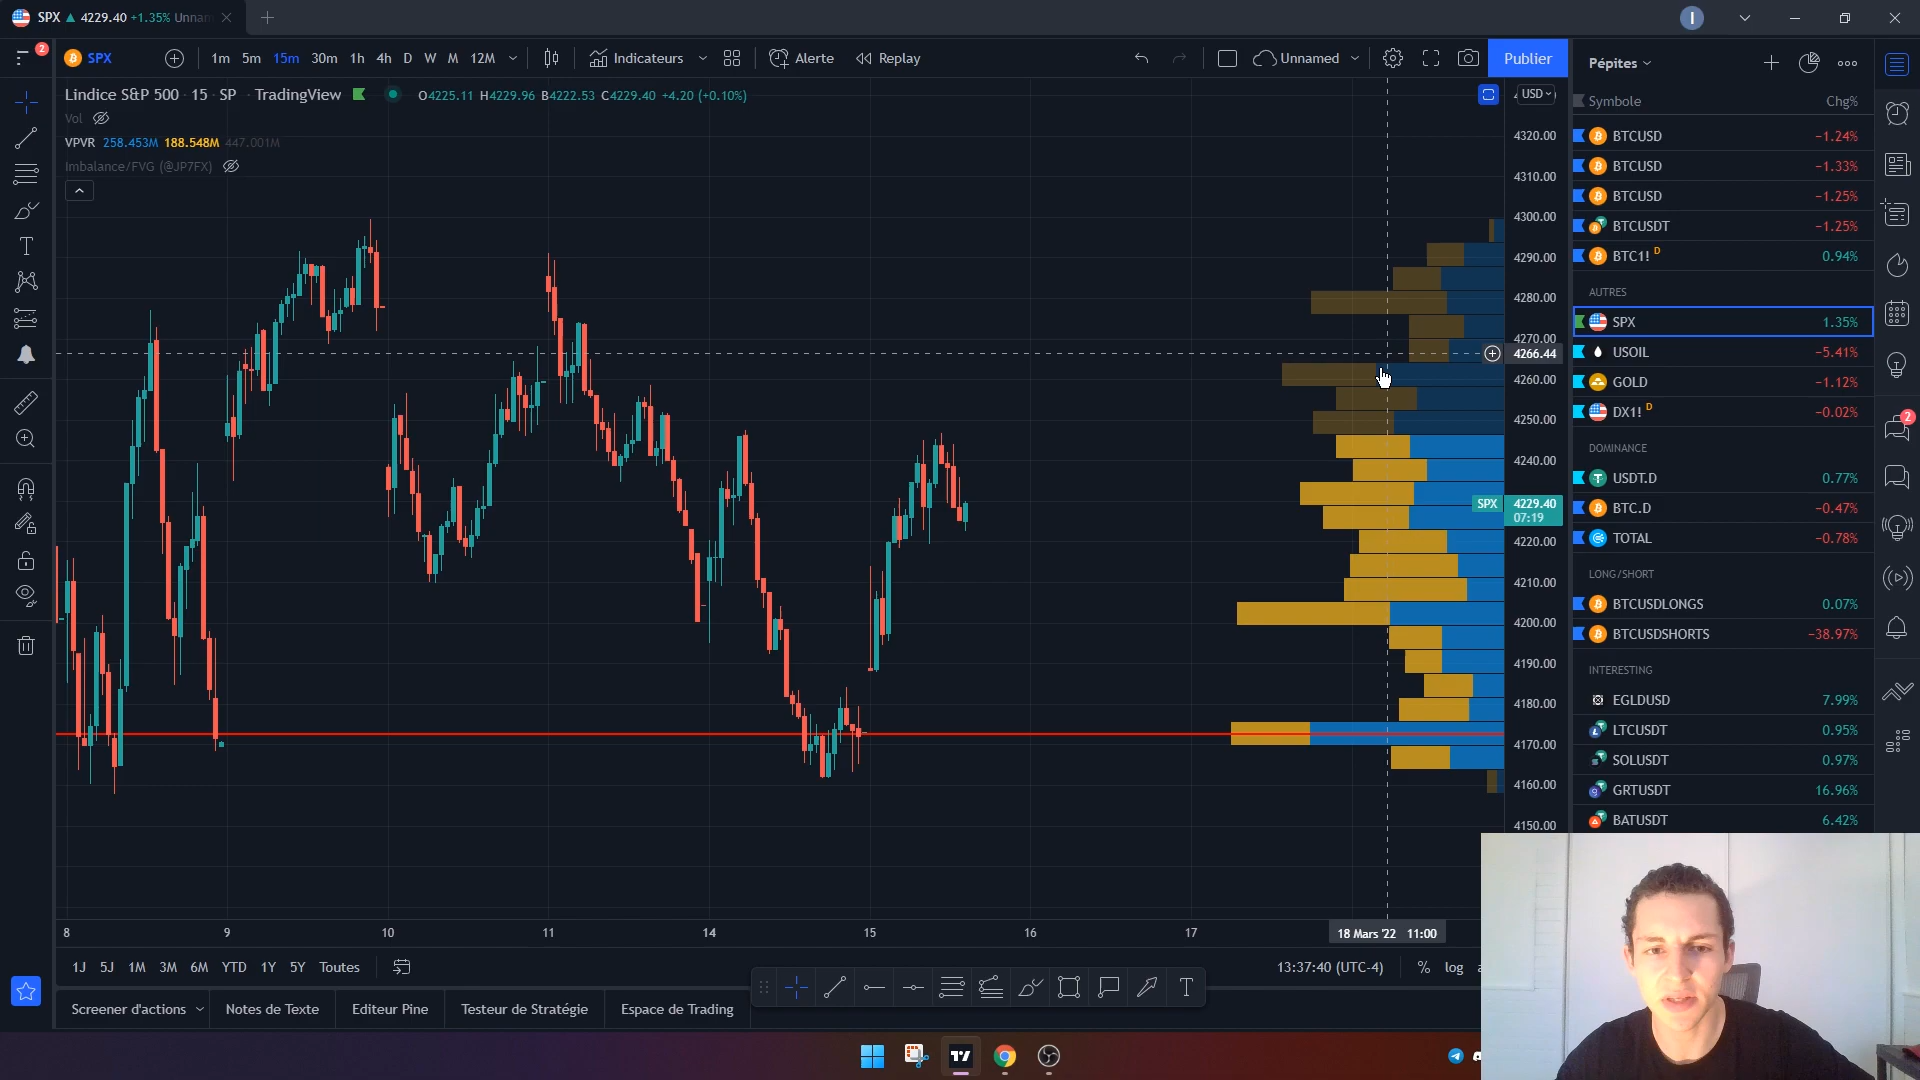 SPX ▲ 4229.40 +1.35% Unnam
I
2
SPX
1m 5m 15m 30m 1h 4h D W M 12M
Indicateurs
Alerte
Replay
Unnamed
Publier
Lindice S&P 500 · 15 · SP · TradingView
O4225.11 H4229.96 B4222.53 C4229.40 +4.20 (+0.10%)
Vol
VPVR 258.453M 188.548M 447.001M
Imbalance/FVG (@JP7FX)
USD
4320.00
4310.00
4300.00
4290.00
4280.00
4270.00
4266.44
4260.00
4250.00
4240.00
SPX 4229.40
07:19
4220.00
4210.00
4200.00
4190.00
4180.00
4170.00
4160.00
4150.00
8 9 10 11 14 15 16 17 18 Mars '22 11:00
1J 5J 1M 3M 6M YTD 1Y 5Y Toutes
13:37:40 (UTC-4) % log a
Screener d'actions
Notes de Texte
Editeur Pine
Testeur de Stratégie
Espace de Trading
Pépites
Symbole Chg%
BTCUSD −1.24%
BTCUSD −1.33%
BTCUSD −1.25%
BTCUSDT −1.25%
BTC1! D 0.94%
AUTRES
SPX 1.35%
USOIL −5.41%
GOLD −1.12%
DX1! D −0.02%
DOMINANCE
USDT.D 0.77%
BTC.D −0.47%
TOTAL −0.78%
LONG/SHORT
BTCUSDLONGS 0.07%
BTCUSDSHORTS −38.97%
INTERESTING
EGLDUSD 7.99%
LTCUSDT 0.95%
SOLUSDT 0.97%
GRTUSDT 16.96%
BATUSDT 6.42%
2